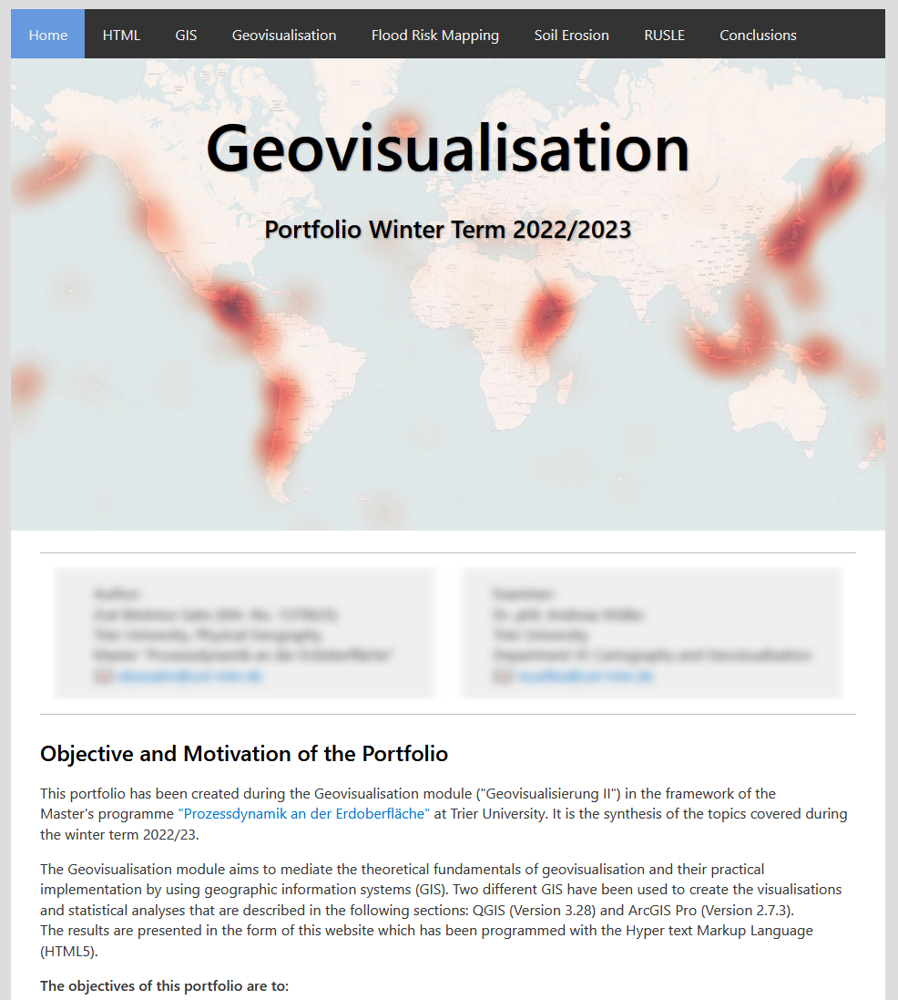 Home HTML GIS Geovisualisation Flood Risk Mapping Soil Erosion RUSLE Conclusions
Geovisualisation
Portfolio Winter Term 2022/2023
Objective and Motivation of the Portfolio
This portfolio has been created during the Geovisualisation module ("Geovisualisierung II") in the framework of the
Master's programme "Prozessdynamik an der Erdoberfläche" at Trier University. It is the synthesis of the topics covered during
the winter term 2022/23.
The Geovisualisation module aims to mediate the theoretical fundamentals of geovisualisation and their practical
implementation by using geographic information systems (GIS). Two different GIS have been used to create the visualisations
and statistical analyses that are described in the following sections: QGIS (Version 3.28) and ArcGIS Pro (Version 2.7.3).
The results are presented in the form of this website which has been programmed with the Hyper text Markup Language
(HTML5).
The objectives of this portfolio are to: